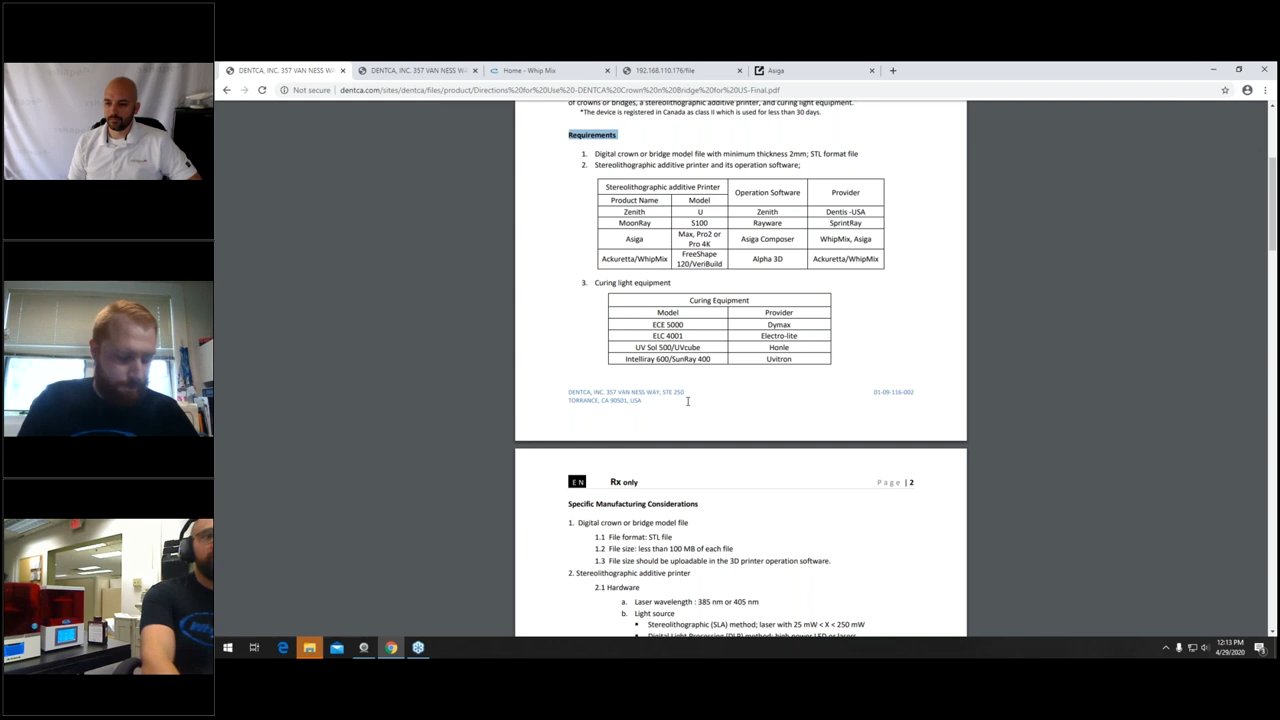 DENTCA, INC. 357 VAN NESS W
DENTCA, INC. 357 VAN NESS W
Home - Whip Mix
192.168.110.176/file
Asiga
Not secure | dentca.com/sites/dentca/files/product/Directions%20for%20Use%20-DENTCA%20Crown%20n%20Bridge%20for%20US-Final.pdf
of crowns or bridges, a stereolithographic additive printer, and curing light equipment.
*The device is registered in Canada as class II which is used for less than 30 days.
Requirements
1. Digital crown or bridge model file with minimum thickness 2mm; STL format file
2. Stereolithographic additive printer and its operation software;
Stereolithographic additive Printer Operation Software Provider
Product Name Model
Zenith U Zenith Dentis -USA
MoonRay S100 Rayware SprintRay
Asiga Max, Pro2 or Pro 4K Asiga Composer WhipMix, Asiga
Ackuretta/WhipMix FreeShape 120/VeriBuild Alpha 3D Ackuretta/WhipMix
3. Curing light equipment
Curing Equipment
Model Provider
ECE 5000 Dymax
ELC 4001 Electro-lite
UV Sol 500/UVcube Honle
Intelliray 600/SunRay 400 Uvitron
DENTCA, INC. 357 VAN NESS WAY, STE 250 01-09-116-002
TORRANCE, CA 90501, USA
EN Rx only Page | 2
Specific Manufacturing Considerations
1. Digital crown or bridge model file
1.1 File format: STL file
1.2 File size: less than 100 MB of each file
1.3 File size should be uploadable in the 3D printer operation software.
2. Stereolithographic additive printer
2.1 Hardware
a. Laser wavelength : 385 nm or 405 nm
b. Light source
Stereolithographic (SLA) method; laser with 25 mW < X < 250 mW
Digital Light Processing (DLP) method; high power LED or lasers
12:13 PM
4/29/2020